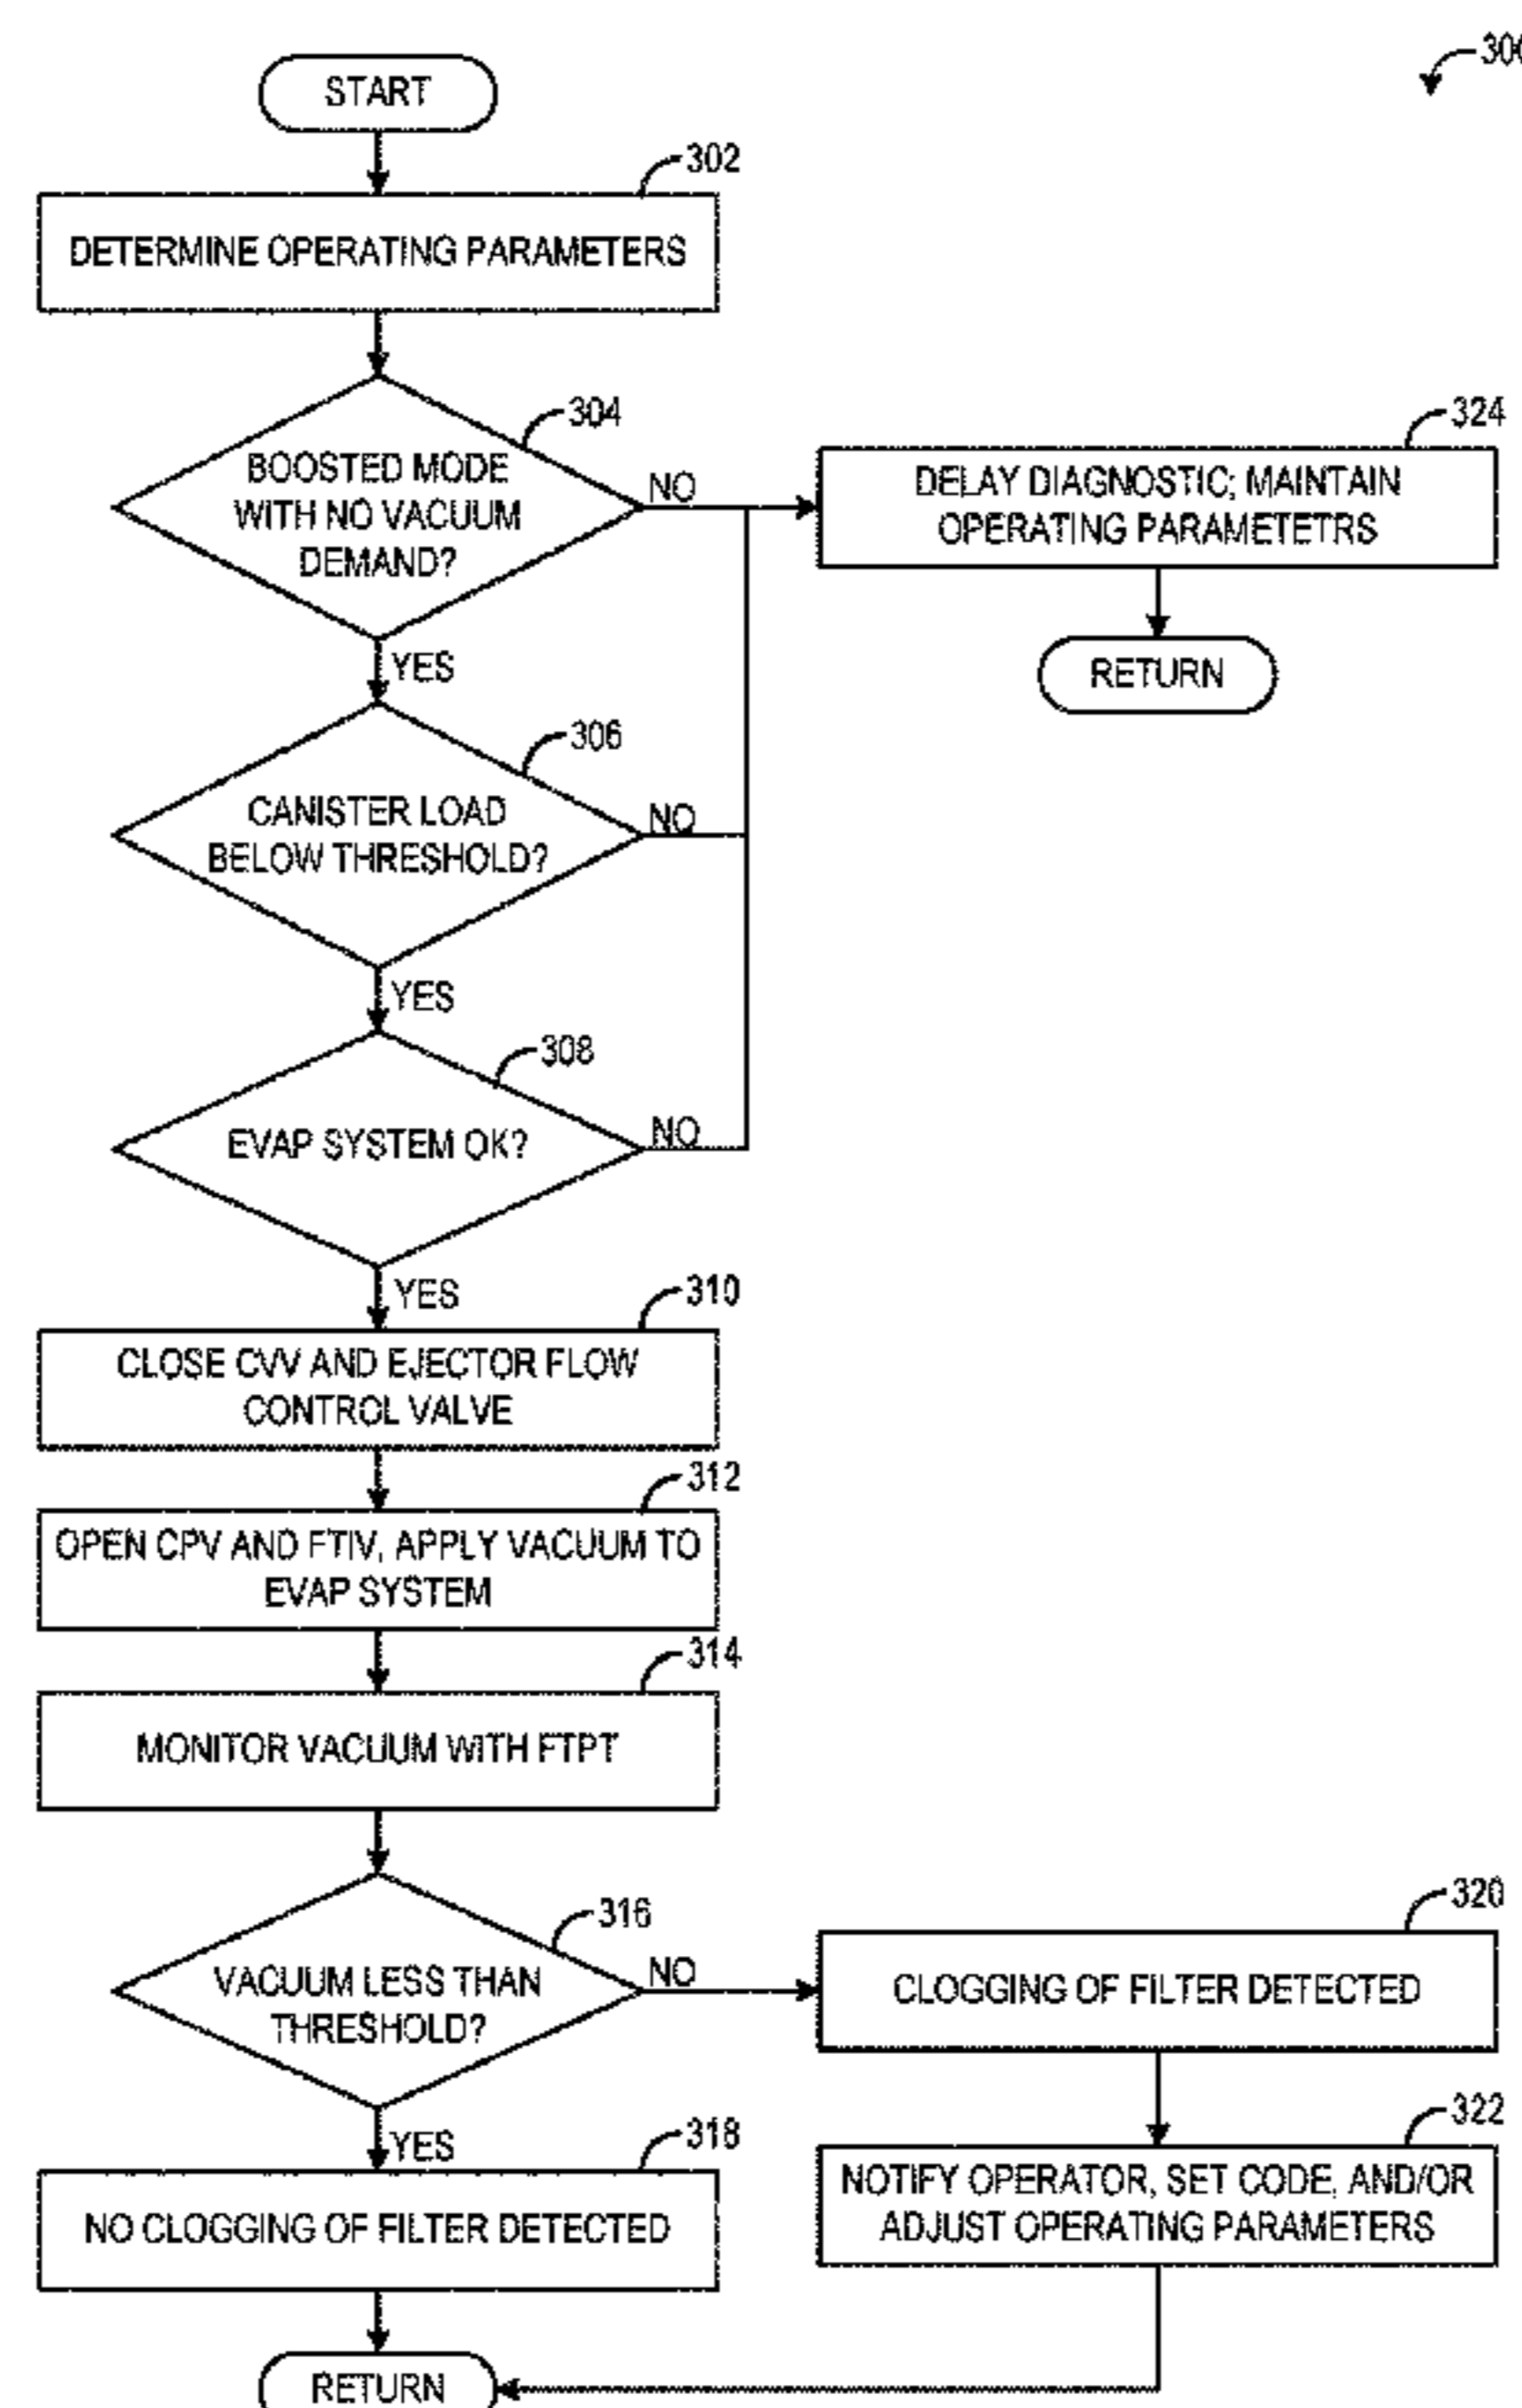 300
START
302
DETERMINE OPERATING PARAMETERS
304
BOOSTED MODE
WITH NO VACUUM
DEMAND?
NO
324
DELAY DIAGNOSTIC; MAINTAIN
OPERATING PARAMETETRS
RETURN
YES
306
CANISTER LOAD
BELOW THRESHOLD?
NO
YES
308
EVAP SYSTEM OK?
NO
YES
310
CLOSE CVV AND EJECTOR FLOW
CONTROL VALVE
312
OPEN CPV AND FTIV, APPLY VACUUM TO
EVAP SYSTEM
314
MONITOR VACUUM WITH FTPT
316
VACUUM LESS THAN
THRESHOLD?
NO
320
CLOGGING OF FILTER DETECTED
YES
318
NO CLOGGING OF FILTER DETECTED
322
NOTIFY OPERATOR, SET CODE, AND/OR
ADJUST OPERATING PARAMETERS
RETURN